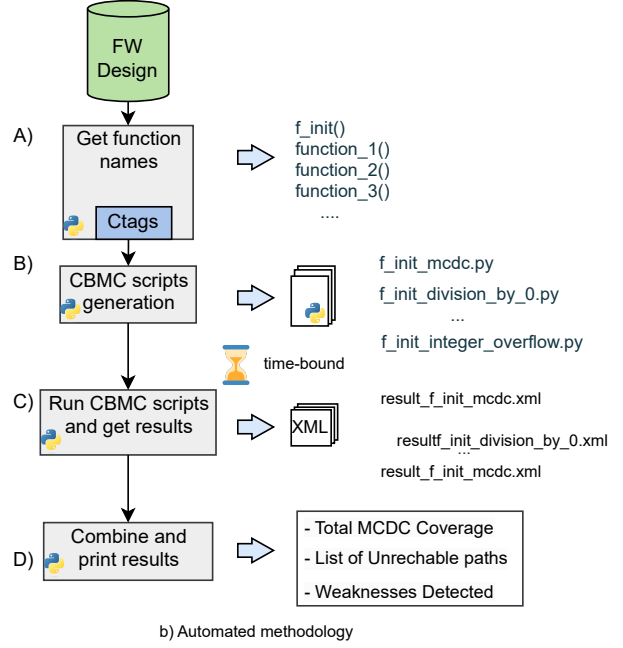 FW
Design
A)
Get function
names
Ctags
f_init()
function_1()
function_2()
function_3()
....
B)
CBMC scripts
generation
f_init_mcdc.py
f_init_division_by_0.py
...
f_init_integer_overflow.py
time-bound
C)
Run CBMC scripts
and get results
XML
result_f_init_mcdc.xml
resultf_init_division_by_0.xml
...
result_f_init_mcdc.xml
D)
Combine and
print results
- Total MCDC Coverage
- List of Unrechable paths
- Weaknesses Detected
b) Automated methodology